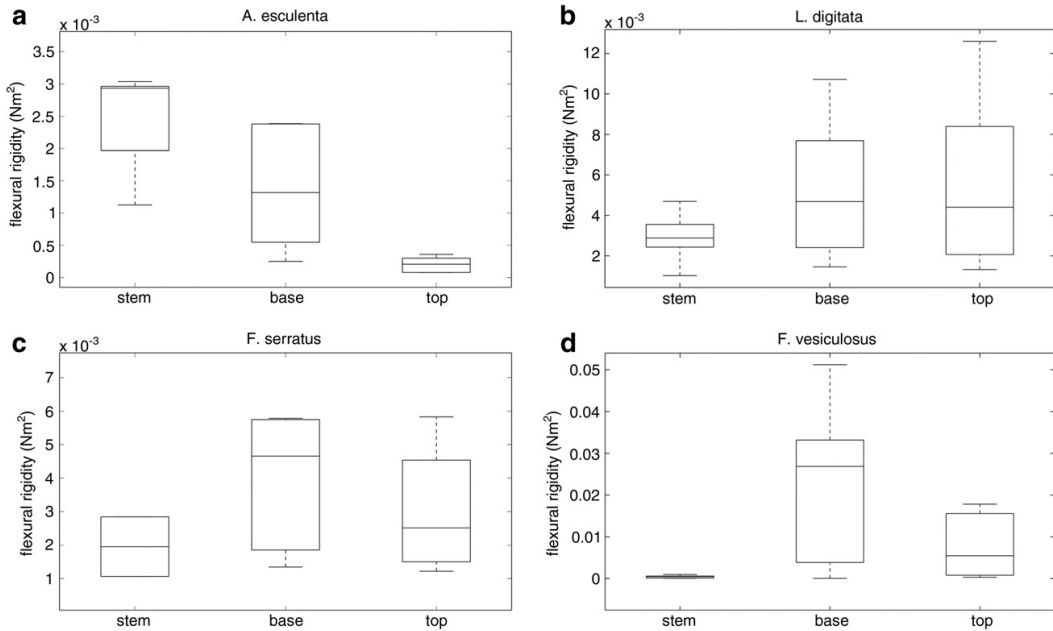 a
A. esculenta
x 10⁻³
flexural rigidity (Nm²)
3.5
3
2.5
2
1.5
1
0.5
0
stem base top
b
L. digitata
x 10⁻³
flexural rigidity (Nm²)
12
10
8
6
4
2
stem base top
c
F. serratus
x 10⁻³
flexural rigidity (Nm²)
7
6
5
4
3
2
1
stem base top
d
F. vesiculosus
flexural rigidity (Nm²)
0.05
0.04
0.03
0.02
0.01
0
stem base top